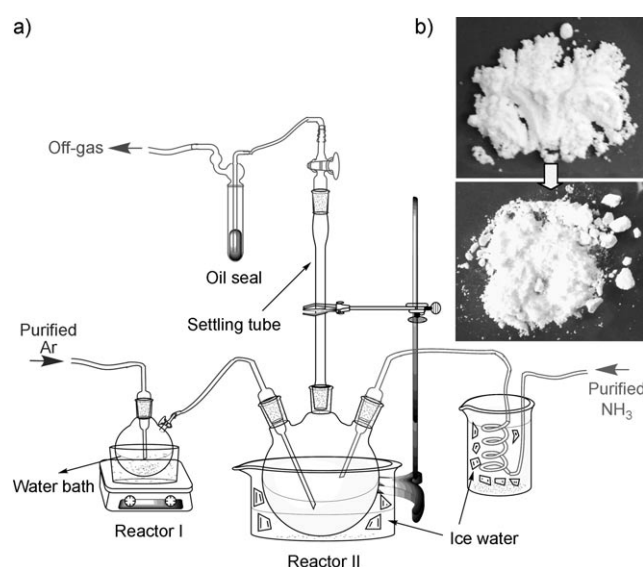 a)
b)
Off-gas
Oil seal
Settling tube
Purified
Ar
Purified
NH₃
Water bath
Reactor I
Ice water
Reactor II